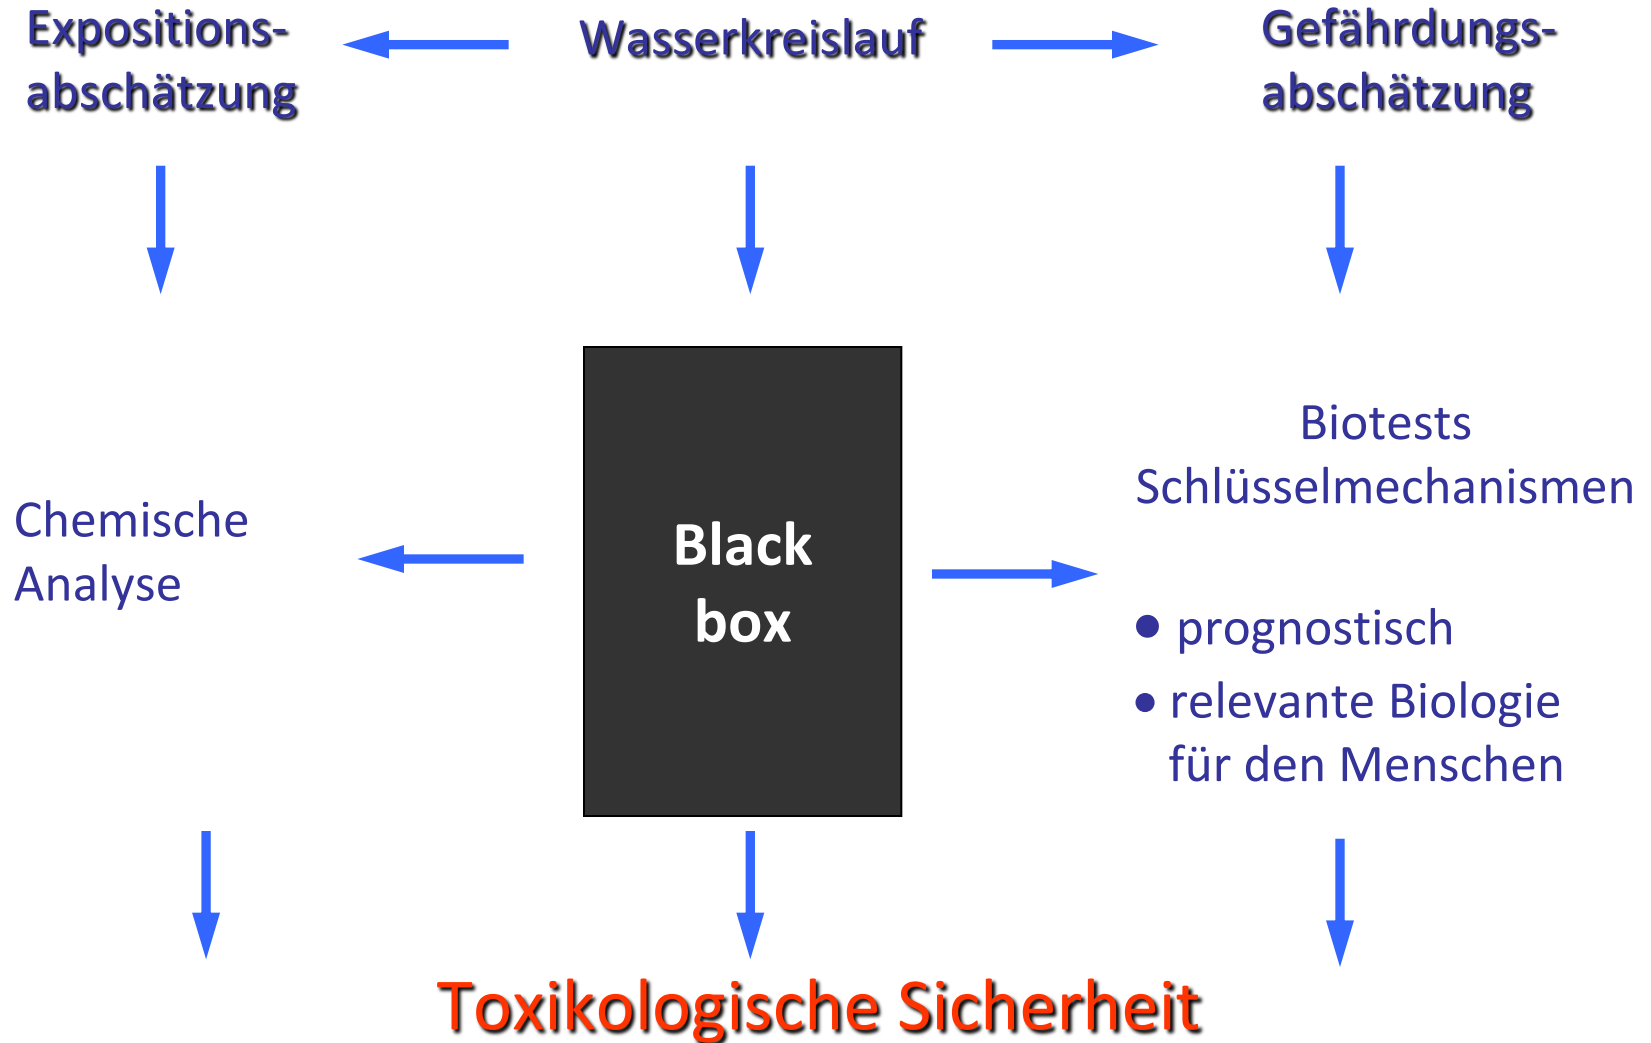 Expositions-
abschätzung
Wasserkreislauf
Gefährdungs-
abschätzung
Chemische
Analyse
Black
box
Biotests
Schlüsselmechanismen
• prognostisch
• relevante Biologie
für den Menschen
Toxikologische Sicherheit